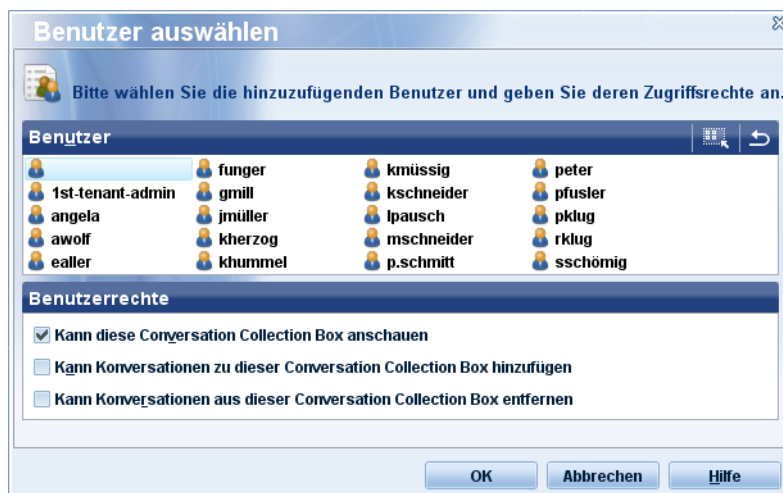 Benutzer auswählen
Bitte wählen Sie die hinzuzufügenden Benutzer und geben Sie deren Zugriffsrechte an.
Benutzer
funger kmüssig peter
1st-tenant-admin gmill kschneider pfusler
angela jmüller lpausch pklug
awolf kherzog mschneider rklug
ealler khummel p.schmitt sschömig
Benutzerrechte
Kann diese Conversation Collection Box anschauen
Kann Konversationen zu dieser Conversation Collection Box hinzufügen
Kann Konversationen aus dieser Conversation Collection Box entfernen
OK Abbrechen Hilfe